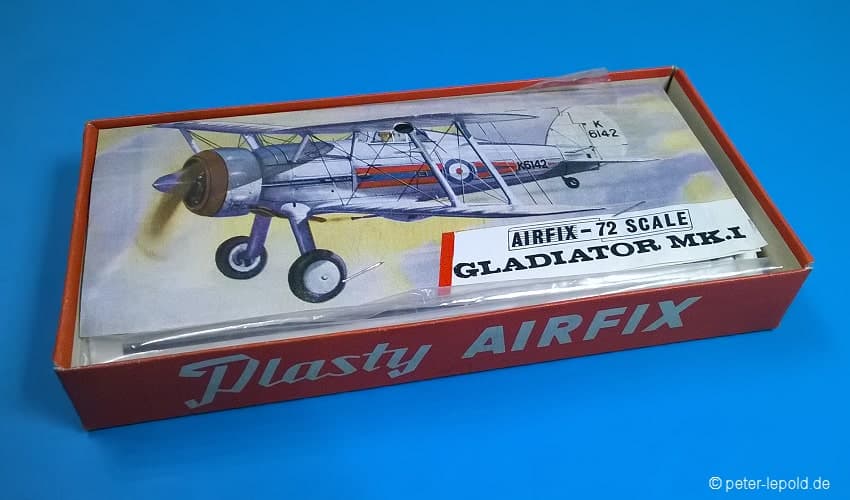 K
6142
K6142
AIRFIX-72 SCALE
GLADIATOR MK.I
Plasty AIRFIX
© peter-lepold.de